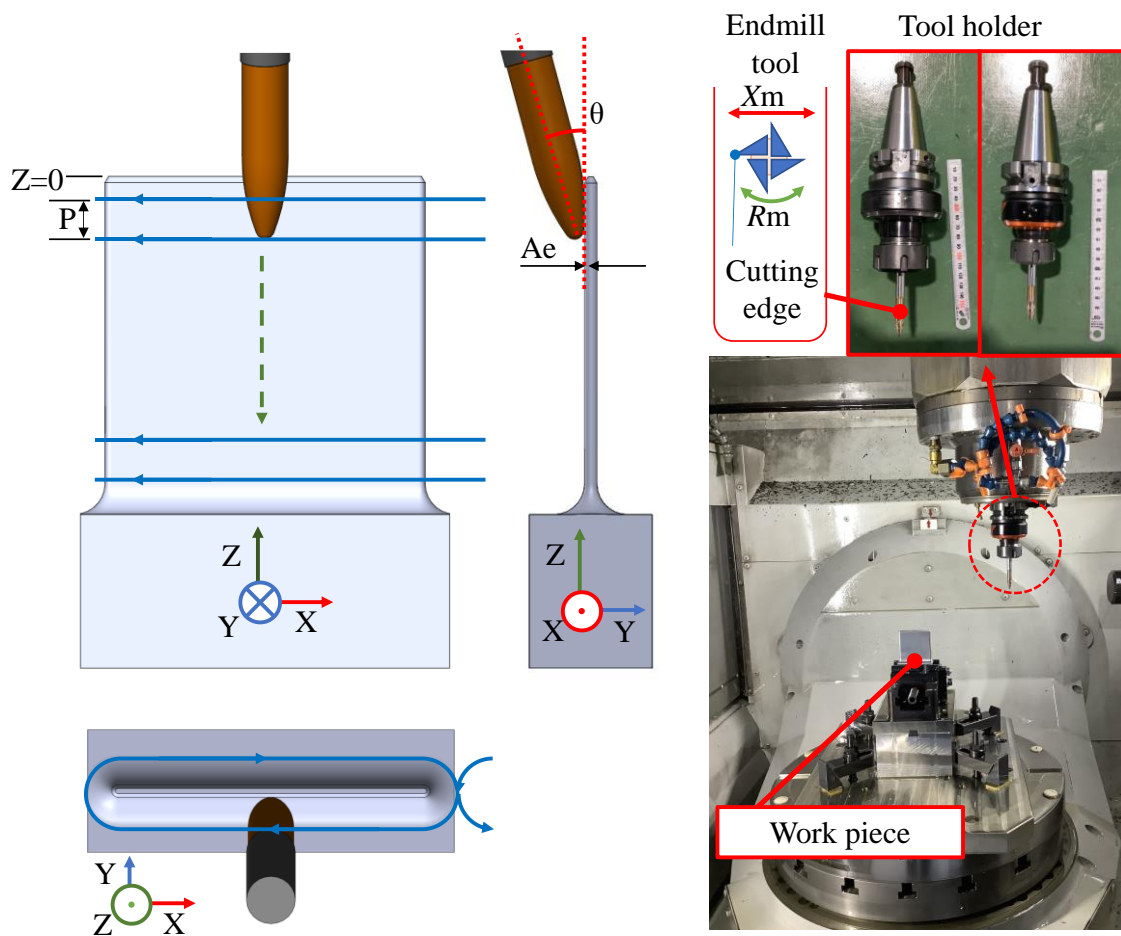 Z=0
P
Z
Y
X
θ
Ae
Z
X
Y
Y
Z
X
Endmill
tool
Xm
Rm
Cutting
edge
Tool holder
Work piece